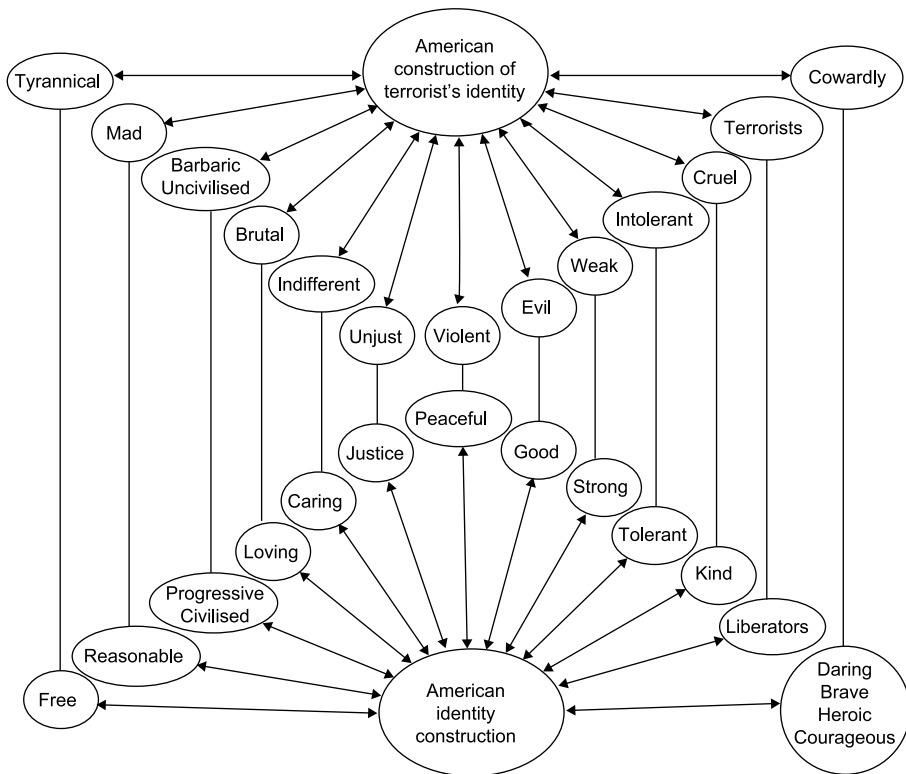 American
construction of
terrorist's identity
Tyrannical
Cowardly
Mad
Terrorists
Barbaric
Uncivilised
Cruel
Brutal
Intolerant
Indifferent
Weak
Unjust
Violent
Evil
Peaceful
Justice
Good
Caring
Strong
Loving
Tolerant
Progressive
Civilised
Kind
Reasonable
Liberators
Free
American
identity
construction
Daring
Brave
Heroic
Courageous